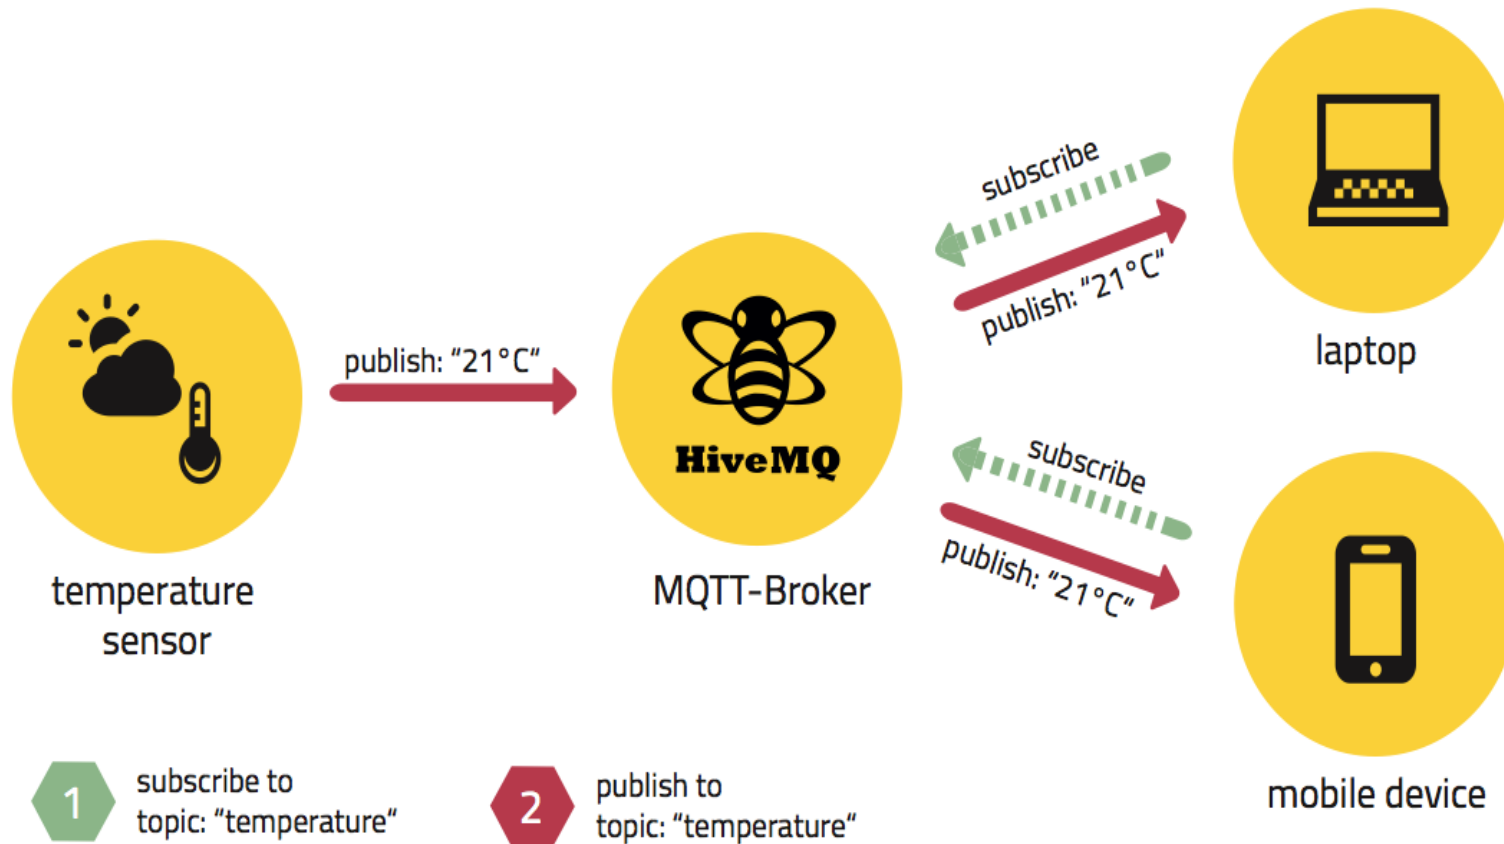 publish: “21°C“
temperature
sensor
HiveMQ
MQTT-Broker
subscribe
publish: “21°C“
laptop
subscribe
publish: “21°C“
mobile device
1
subscribe to
topic: “temperature“
2
publish to
topic: “temperature“